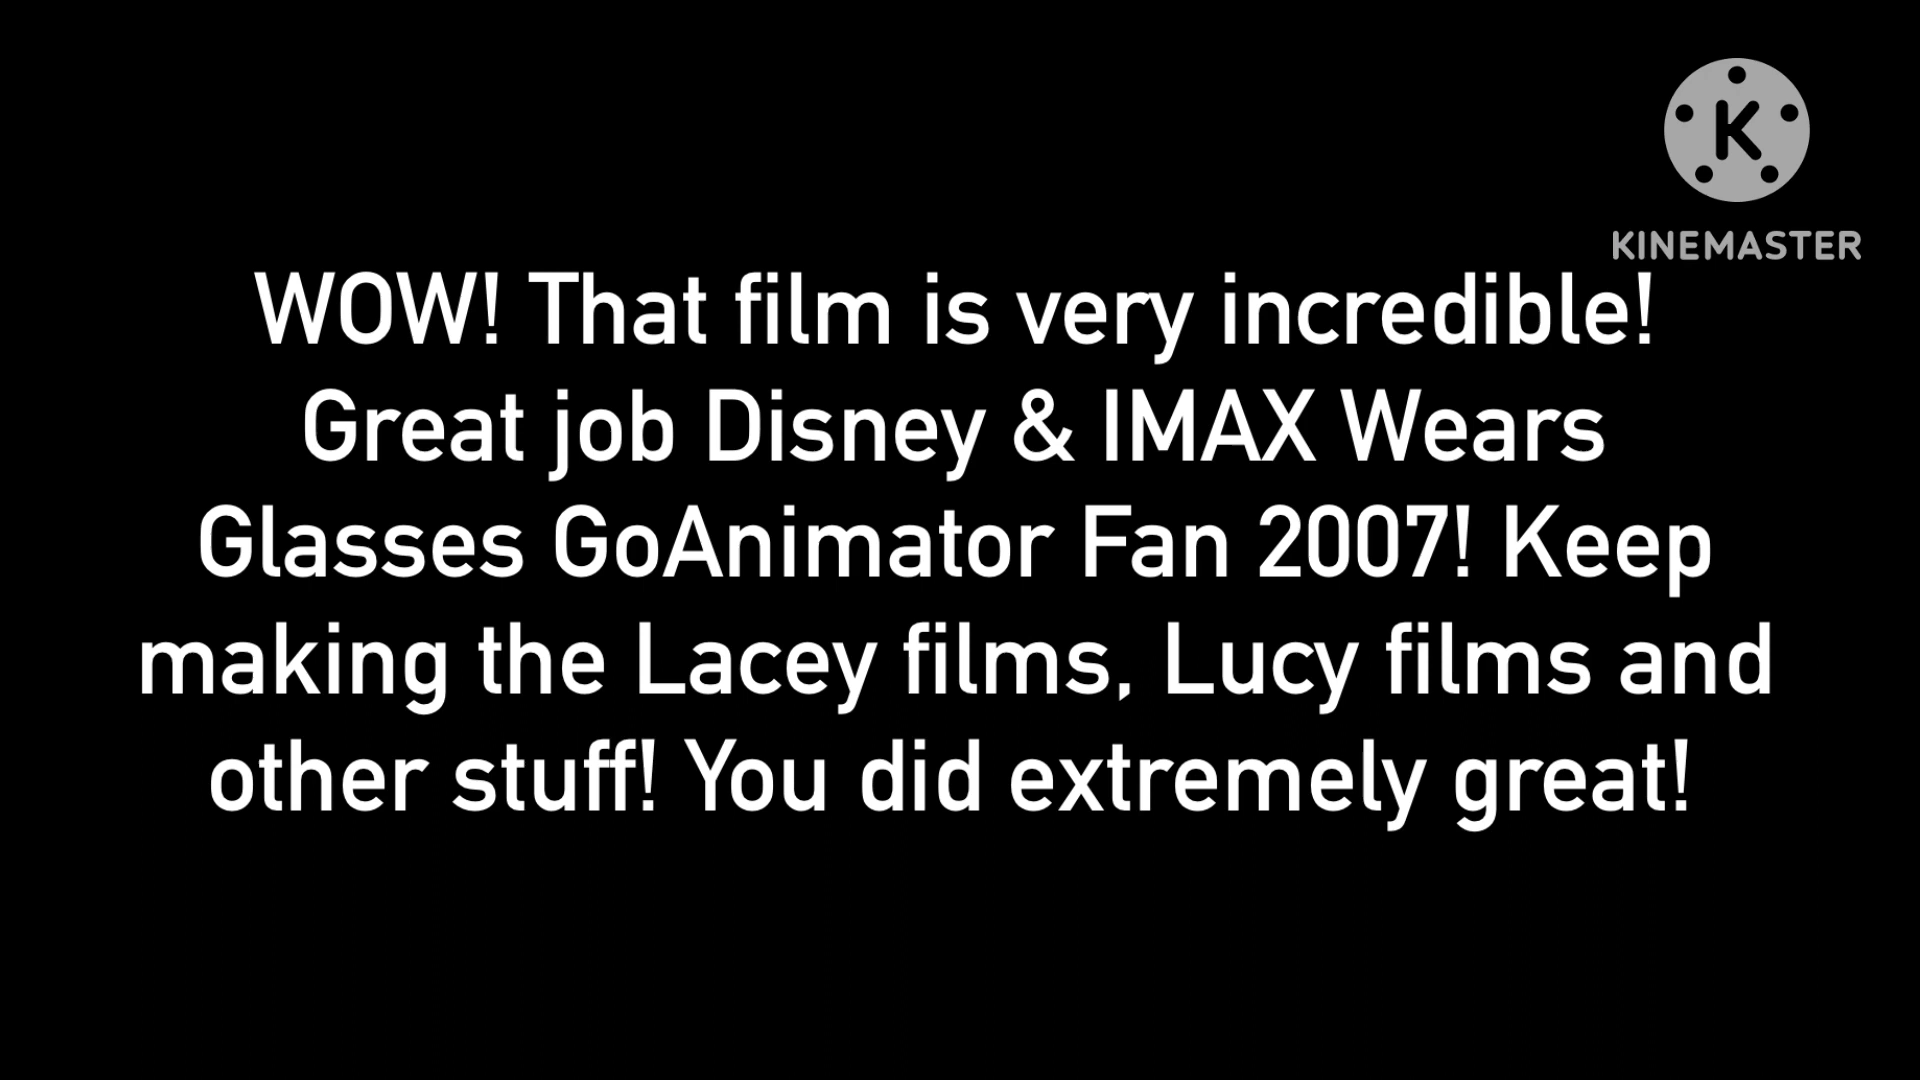 K
KINEMASTER
WOW! That film is very incredible!
Great job Disney & IMAX Wears
Glasses GoAnimator Fan 2007! Keep
making the Lacey films, Lucy films and
other stuff! You did extremely great!